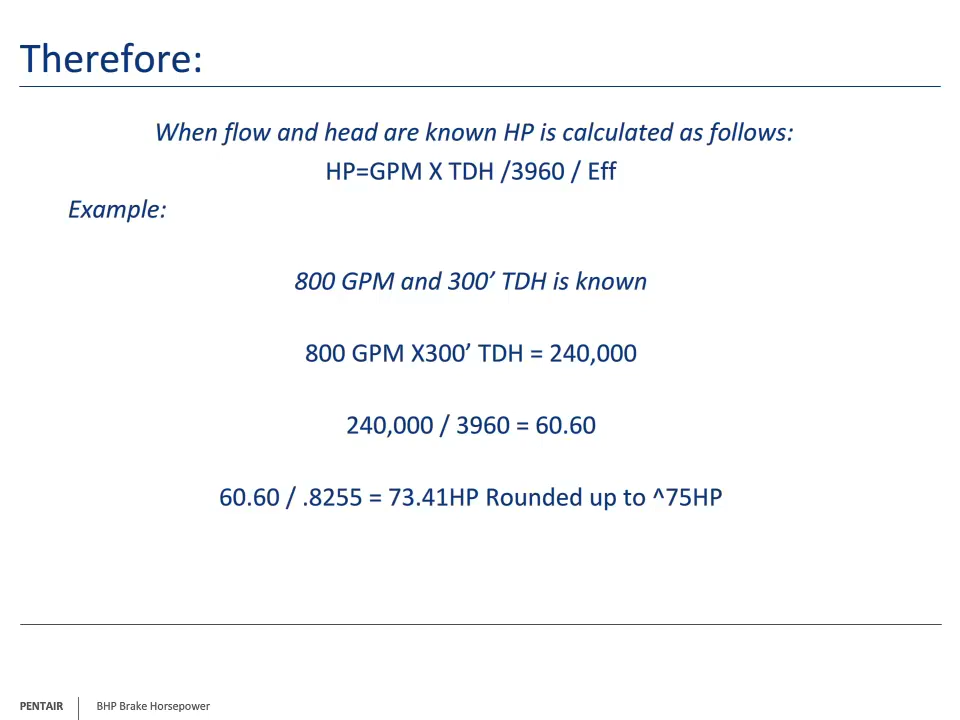 Therefore:
When flow and head are known HP is calculated as follows:
HP=GPM X TDH /3960 / Eff
Example:
800 GPM and 300’ TDH is known
800 GPM X300’ TDH = 240,000
240,000 / 3960 = 60.60
60.60 / .8255 = 73.41HP Rounded up to ^75HP
PENTAIR
BHP Brake Horsepower